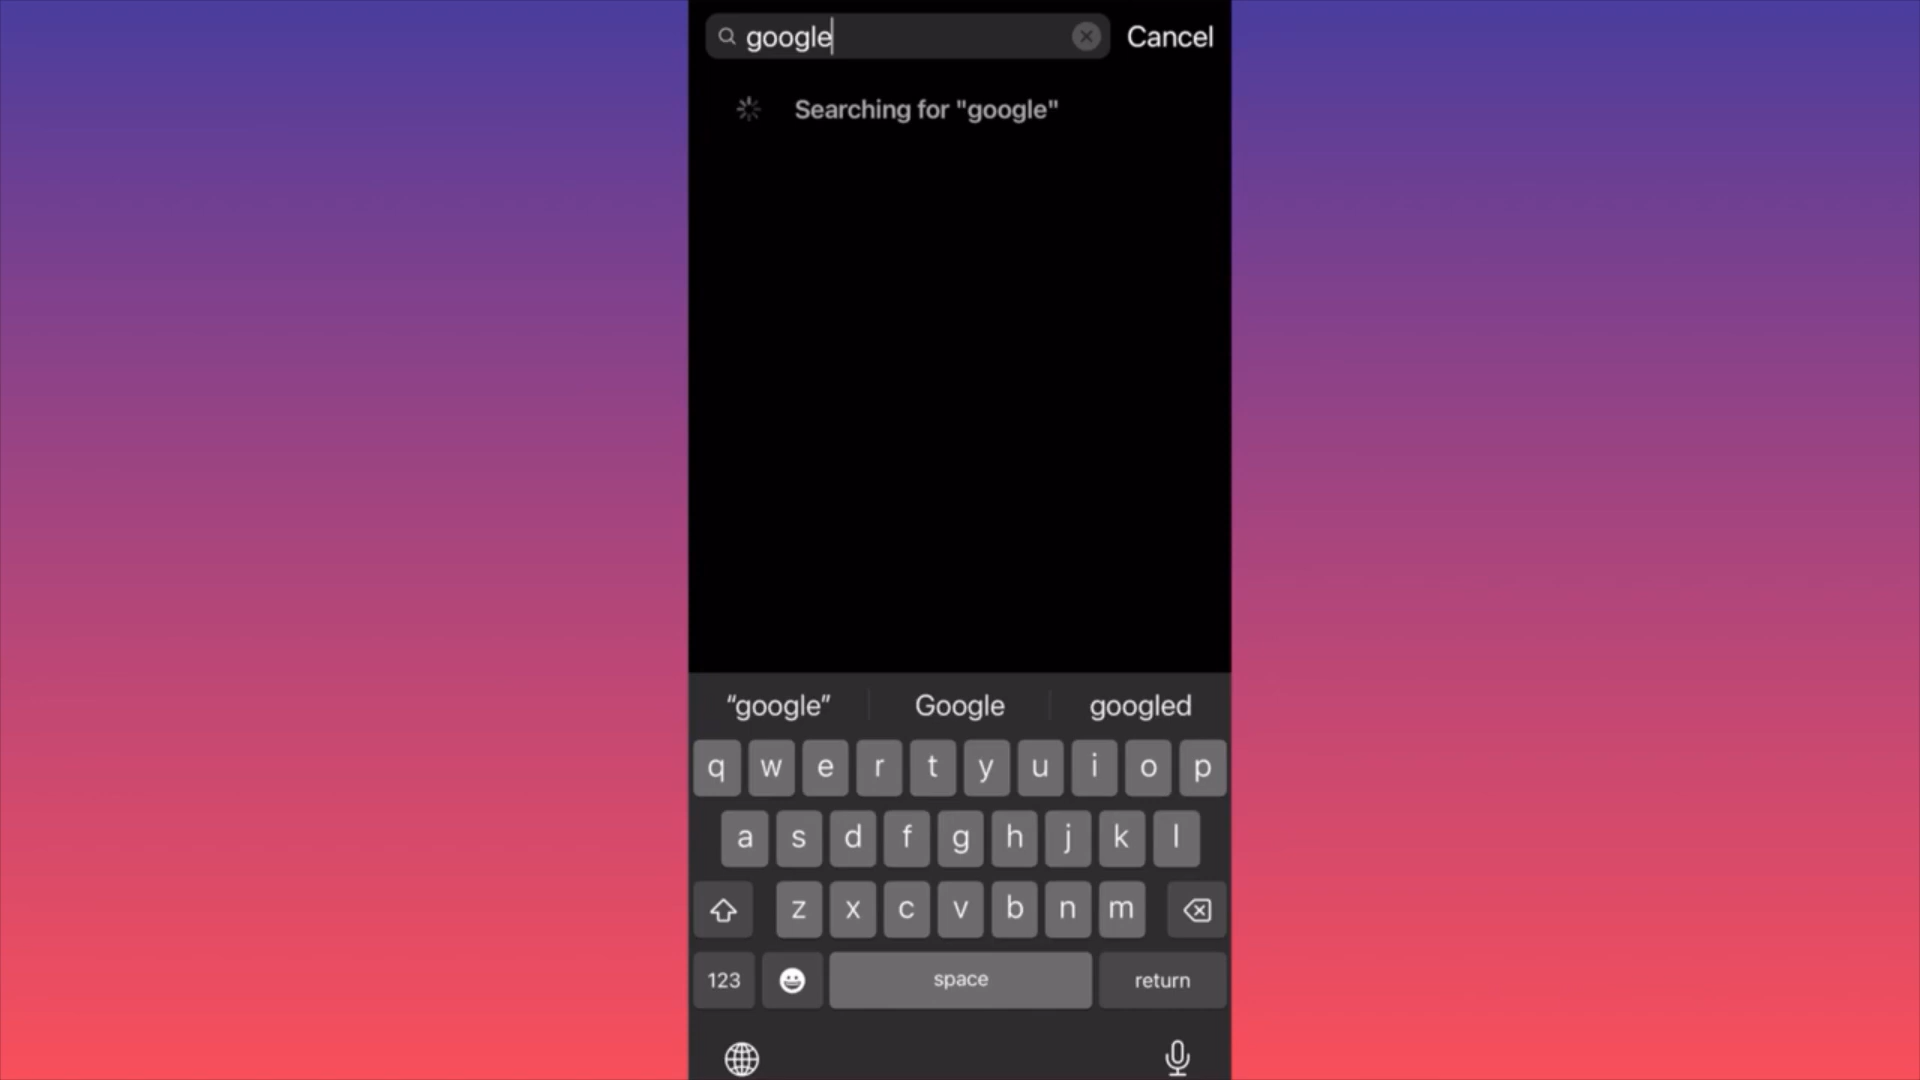 google Cancel
Searching for "google"
“google” Google googled
q w e r t y u i o p
a s d f g h j k l
z x c v b n m
123 space return